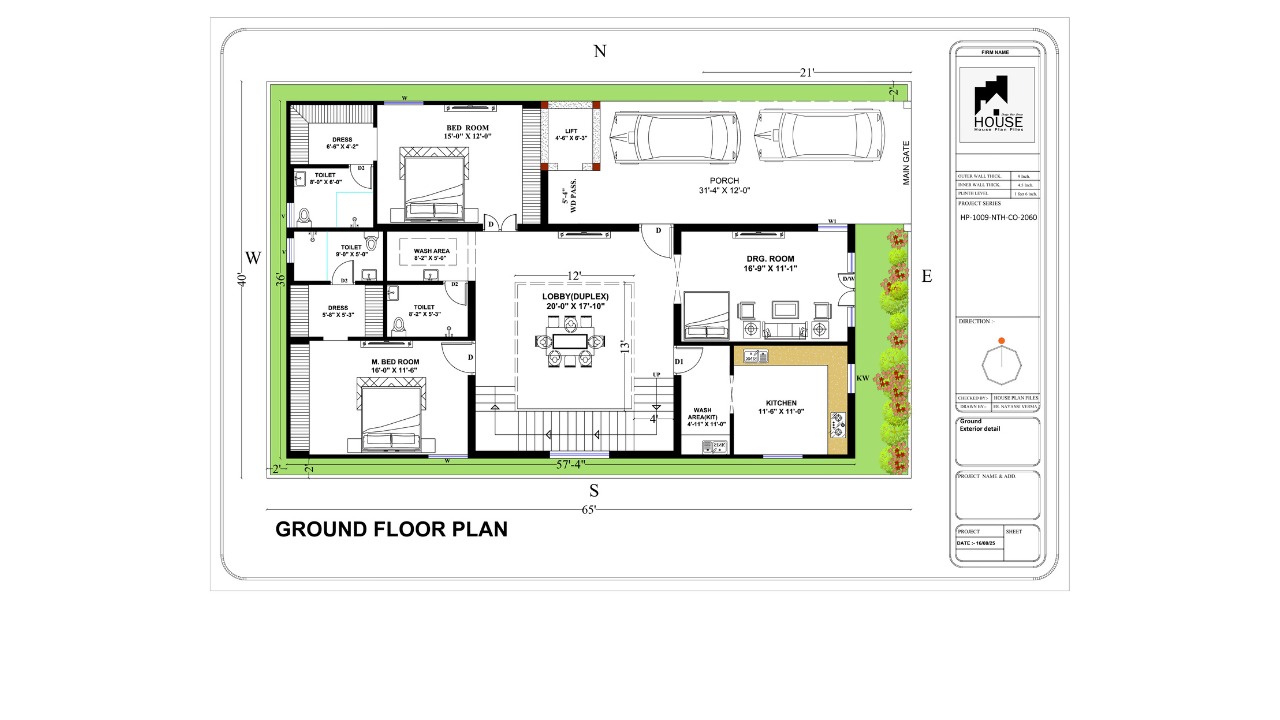 N
21'
2'
FIRM NAME
HOUSE
House Plan Files
BED ROOM
15'-0" X 12'-0"
DRESS
6'-6" X 4'-2"
TOILET
8'-0" X 6'-0"
LIFT
4'-6" X 6'-3"
5'-4"
WD PASS.
PORCH
31'-4" X 12'-0"
MAIN GATE
OUTER WALL THICK.
9 Inch.
INNER WALL THICK.
4.5 Inch.
PLINTH LEVEL
1 feet 6 inch.
PROJECT SERIES
HP-1009-NTH-CO-2060
W
E
40'
36'
W
D2
D
D
W1
TOILET
9'-0" X 5'-0"
D2
WASH AREA
8'-2" X 5'-0"
D2
DRG. ROOM
16'-9" X 11'-1"
D/W
12'
LOBBY(DUPLEX)
20'-0" X 17'-10"
13'
DRESS
5'-8" X 5'-3"
TOILET
8'-2" X 5'-3"
DIRECTION :-
M. BED ROOM
16'-0" X 11'-6"
D
D1
UP
KW
4'
WASH
AREA(KIT)
4'-11" X 11'-0"
KITCHEN
11'-6" X 11'-0"
CHECKED BY:-
HOUSE PLAN FILES
DRAWN BY:-
Ground
Exterior detail
W
2'
2'
57'-4"
S
65'
GROUND FLOOR PLAN
PROJECT NAME & ADD.
PROJECT
SHEET
DATE :- 16/08/25